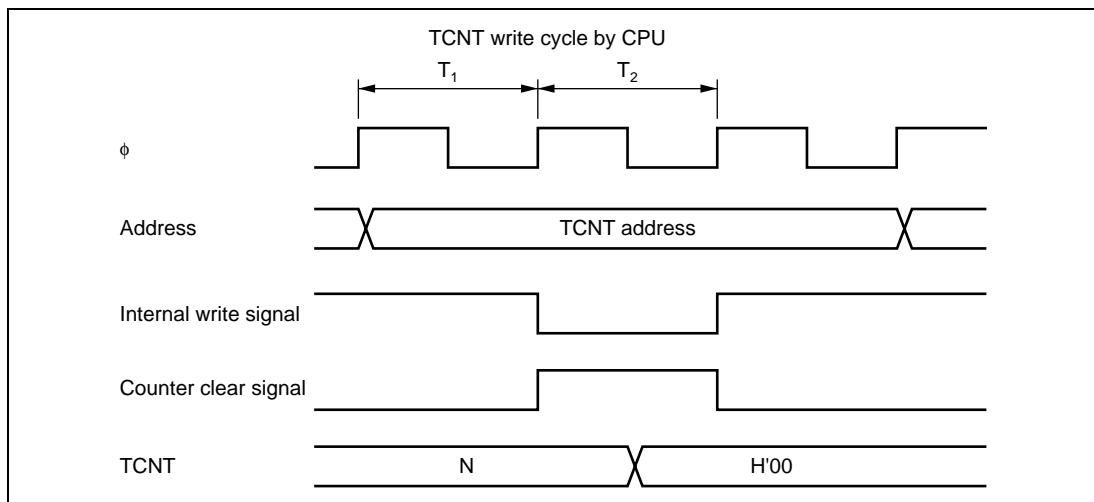 TCNT write cycle by CPU
T1 T2
ϕ
Address TCNT address
Internal write signal
Counter clear signal
TCNT N H'00